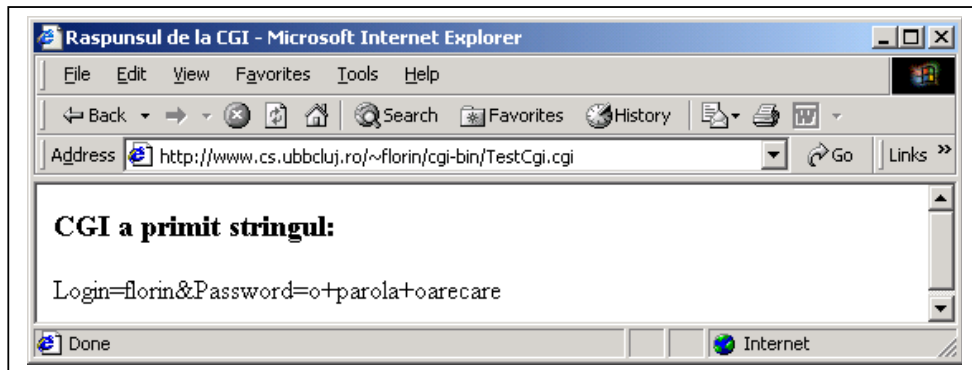 Raspunsul de la CGI - Microsoft Internet Explorer
File Edit View Favorites Tools Help
Back Search Favorites History
Address http://www.cs.ubbcluj.ro/~florin/cgi-bin/TestCgi.cgi Go Links »
CGI a primit stringul:
Login=florin&Password=o+parola+oarecare
Done Internet